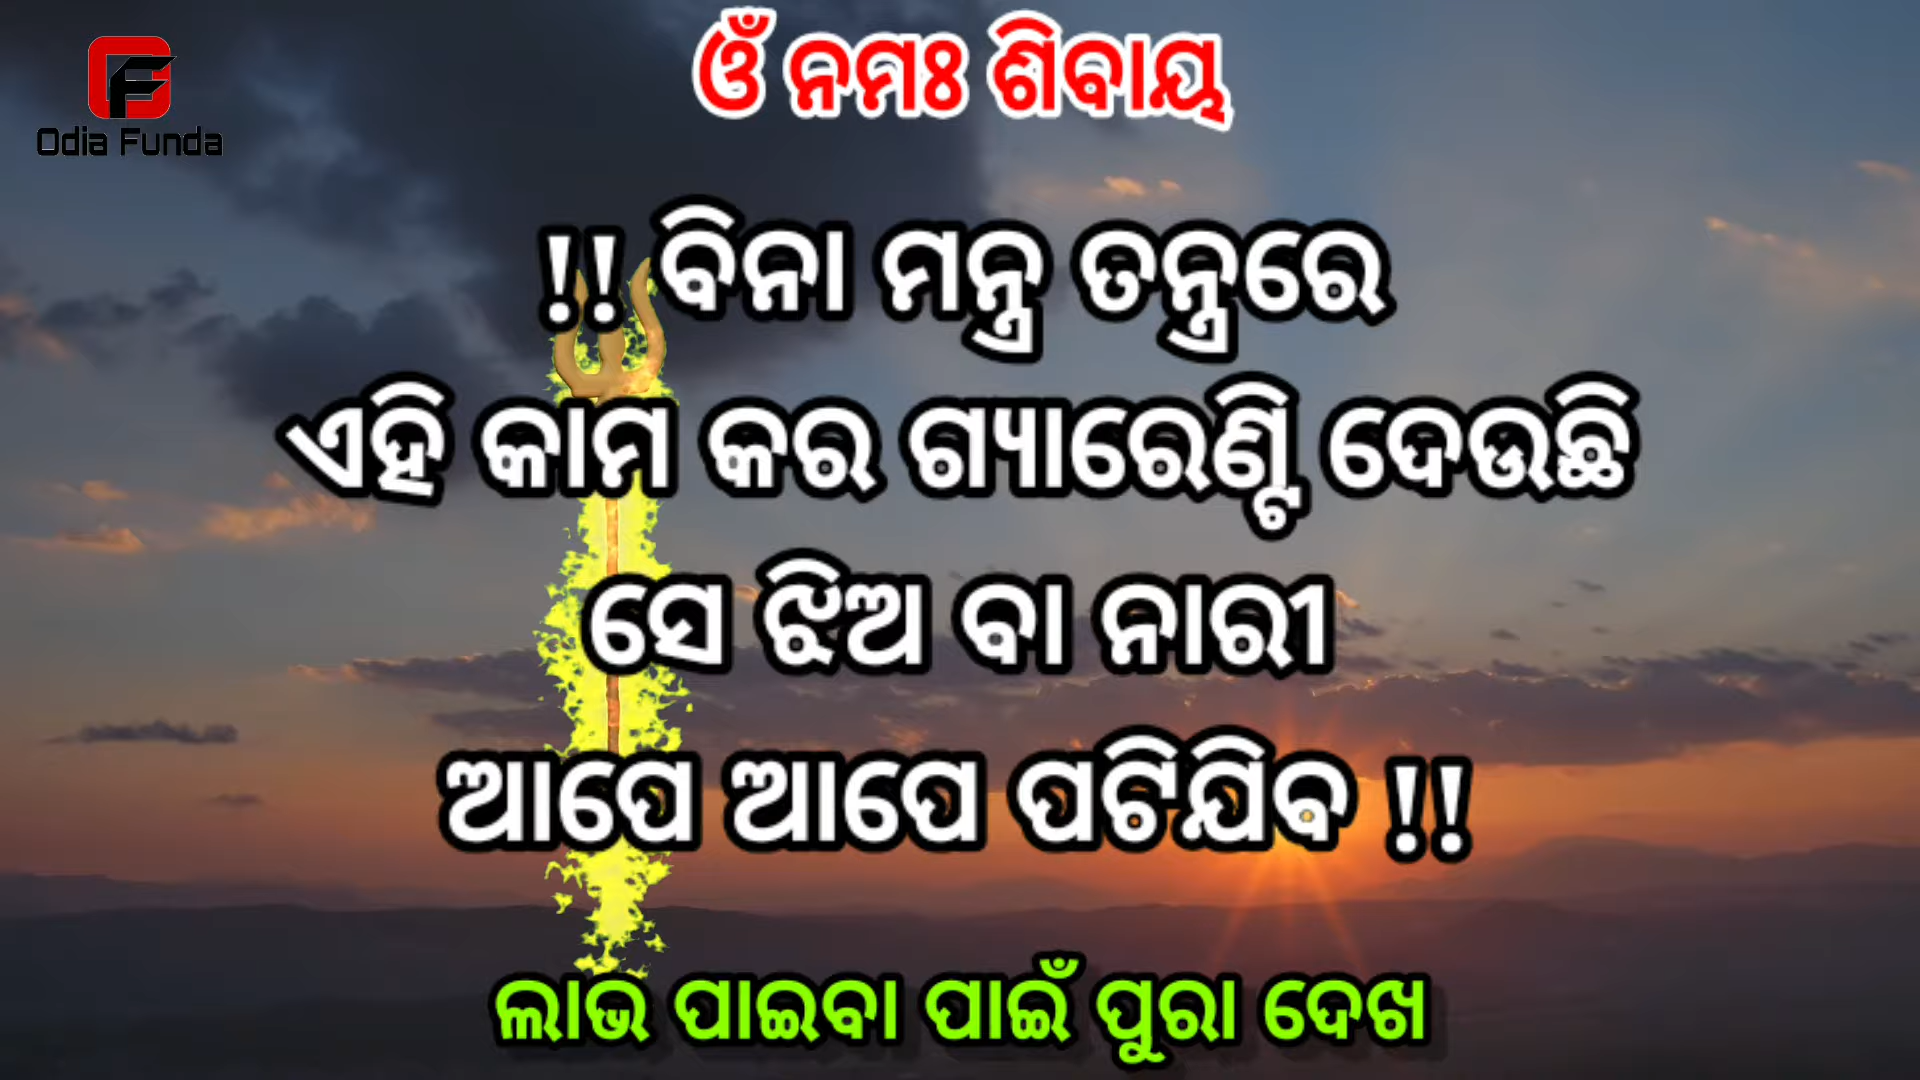 ଓଁ ନମଃ ଶିବାୟ
Odia Funda
!! ବିନା ମନ୍ତ୍ର ତନ୍ତ୍ରରେ
ଏହି କାମ କର ଗ୍ୟାରେଣ୍ଟି ଦେଉଛି
ସେ ଝିଅ ବା ନାରୀ
ଆପେ ଆପେ ପଟିଯିବ !!
ଲାଭ ପାଇବା ପାଇଁ ପୁରା ଦେଖ